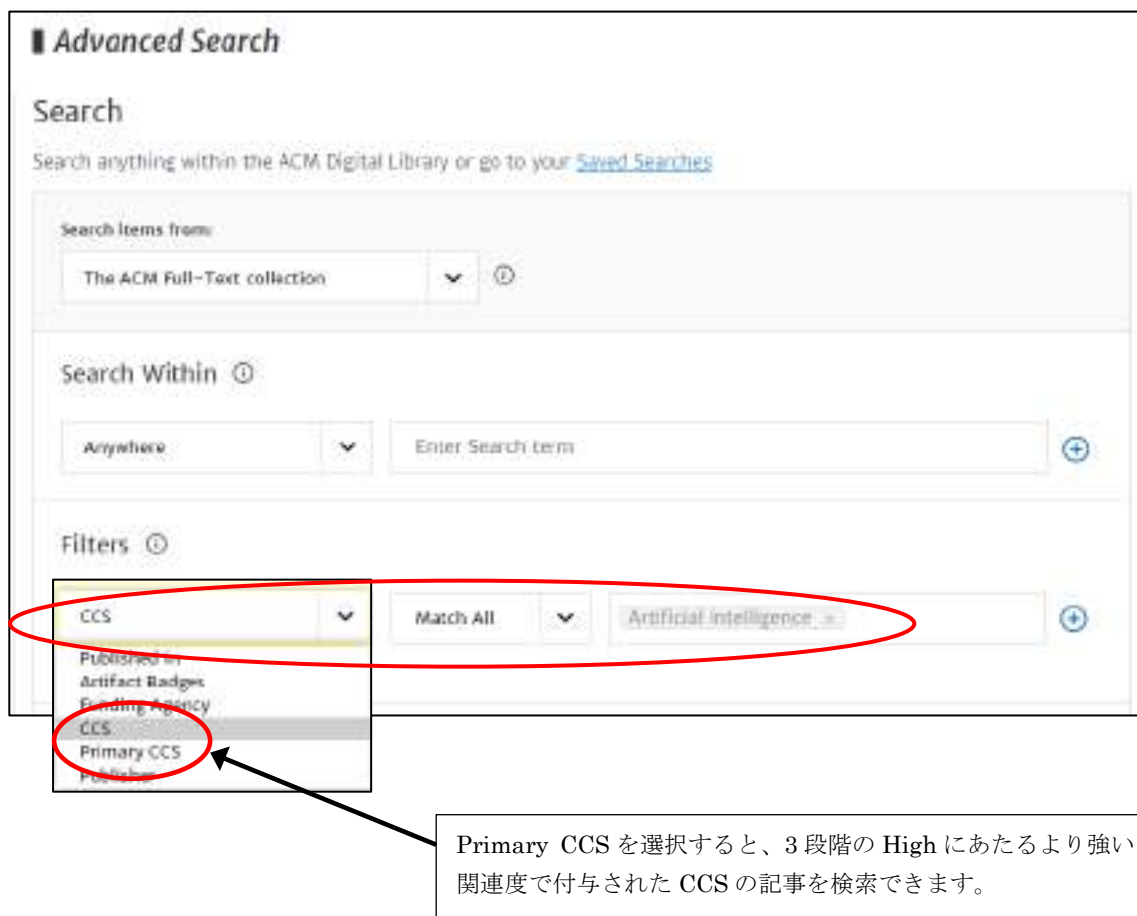 Advanced Search
Search
Search anything within the ACM Digital Library or go to your Saved Searches
Search items from:
The ACM Full-Text collection
Search Within
Anywhere
Enter Search term
Filters
CCS
Match All
Artificial intelligence ×
Published in
Artifact Badges
Funding Agency
CCS
Primary CCS
Publisher
Primary CCS を選択すると、3 段階の High にあたるより強い
関連度で付与された CCS の記事を検索できます。